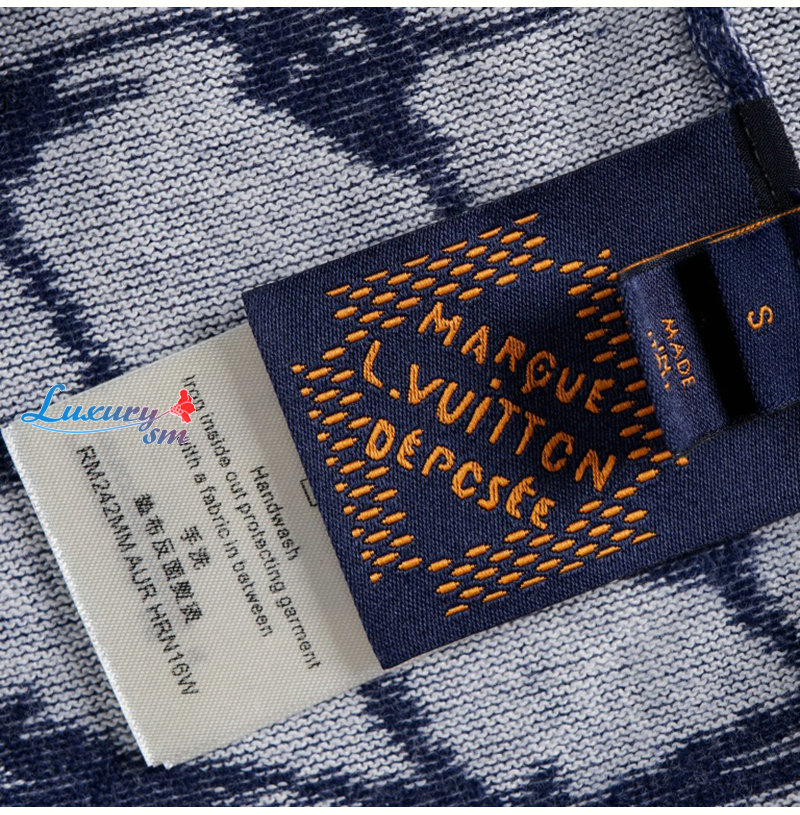 MARQUE
L.VUITTON
DÉPOSÉE
MADE
S
Luxury
sm
Handwash
Iron inside out protecting garment
with a fabric in between
手洗
垫布反面熨烫
RM242MM AUR HRN16W